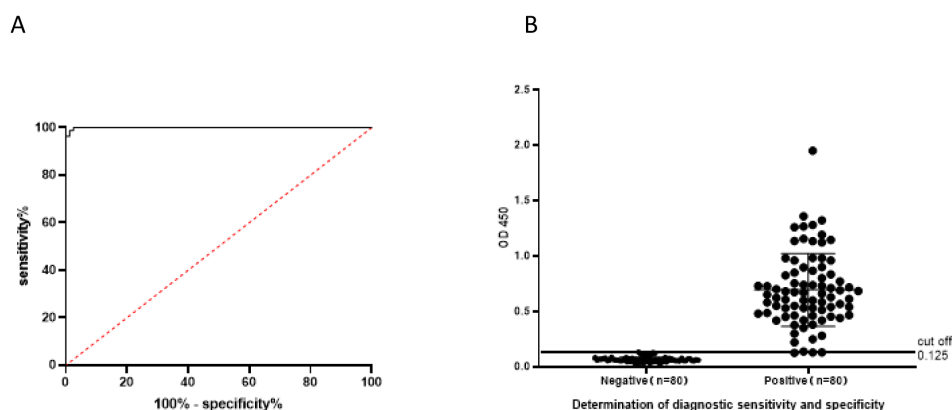 A
B
sensitivity%
100
80
60
40
20
0
0 20 40 60 80 100
100% - specificity%
OD 450
2.5
2.0
1.5
1.0
0.5
0.0
cut off
0.125
Negative(n=80) Positive(n=80)
Determination of diagnostic sensitivity and specificity